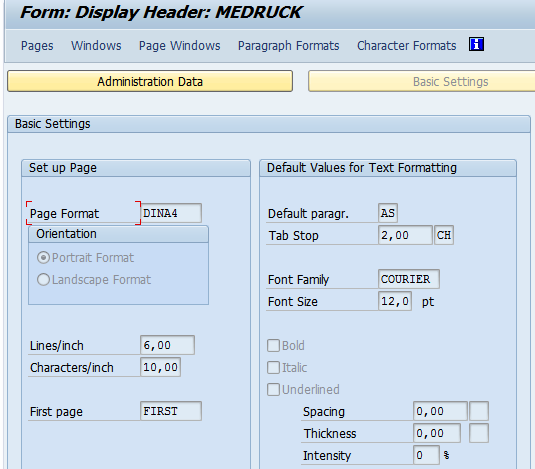 Form: Display Header: MEDRUCK
Pages Windows Page Windows Paragraph Formats Character Formats i
Administration Data Basic Settings
Basic Settings
Set up Page
Page Format DINA4
Orientation
Portrait Format
Landscape Format
Lines/inch 6,00
Characters/inch 10,00
First page FIRST
Default Values for Text Formatting
Default paragr. AS
Tab Stop 2,00 CH
Font Family COURIER
Font Size 12,0 pt
Bold
Italic
Underlined
Spacing 0,00
Thickness 0,00
Intensity 0 %